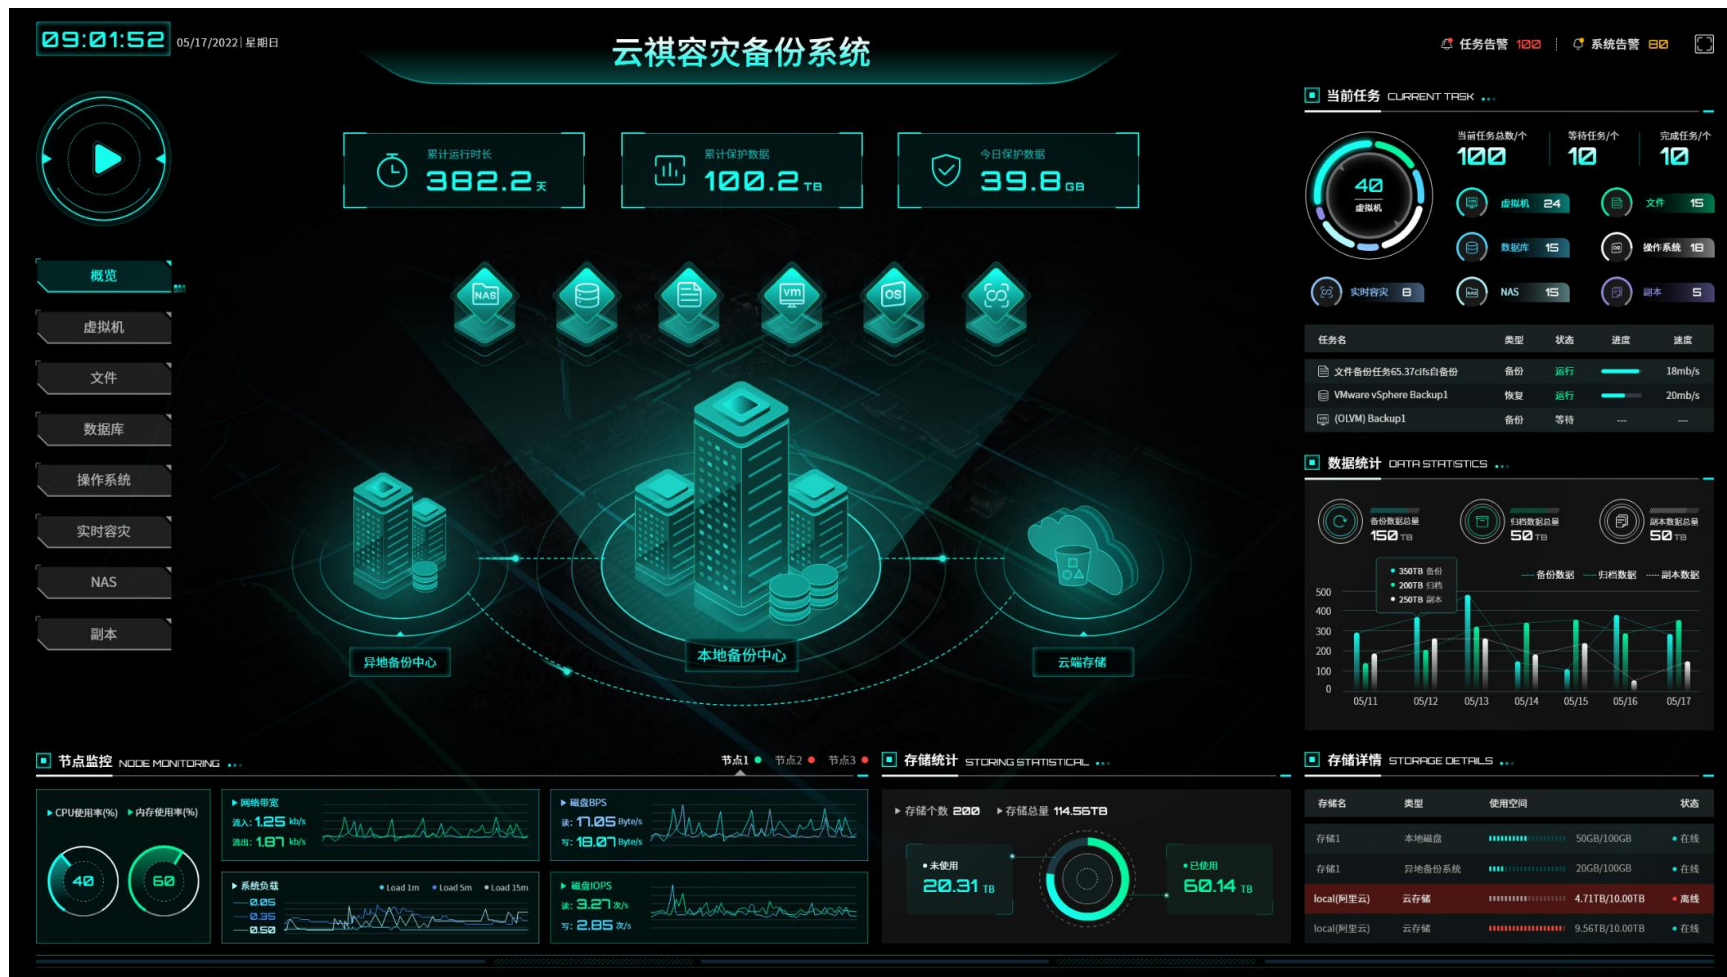 09:01:52 05/17/2022 | 星期日
云祺容灾备份系统
任务告警 100 系统告警 80
累计运行时长
382.2 天
累计保护数据
100.2 TB
今日保护数据
39.8 GB
概览
虚拟机
文件
数据库
操作系统
实时容灾
NAS
副本
NAS
vm
OS
异地备份中心
本地备份中心
云端存储
当前任务 CURRENT TASK
40
虚拟机
当前任务总数/个
100
等待任务/个
10
完成任务/个
10
虚拟机 24
文件 15
数据库 15
操作系统 18
实时容灾 8
NAS 15
副本 5
任务名 类型 状态 进度 速度
文件备份任务65.37cifs自备份 备份 运行 18mb/s
VMware vSphere Backup1 恢复 运行 20mb/s
(OLVM) Backup1 备份 等待 --- ---
数据统计 DATA STATISTICS
备份数据总量
150 TB
归档数据总量
50 TB
副本数据总量
50 TB
350TB 备份
200TB 归档
250TB 副本
备份数据 归档数据 副本数据
500
400
300
200
100
0
05/11 05/12 05/13 05/14 05/15 05/16 05/17
节点监控 NODE MONITORING
节点1 节点2 节点3
CPU使用率(%) 内存使用率(%)
40 60
网络带宽
流入: 1.25 kb/s
流出: 1.87 kb/s
磁盘BPS
读: 17.05 Byte/s
写: 18.07 Byte/s
系统负载 Load 1m Load 5m Load 15m
0.05
0.35
0.50
磁盘IOPS
读: 3.27 次/s
写: 2.85 次/s
存储统计 STORING STATISTICAL
存储个数 200 存储总量 114.56TB
未使用
20.31 TB
已使用
60.14 TB
存储详情 STORAGE DETAILS
存储名 类型 使用空间 状态
存储1 本地磁盘 50GB/100GB 在线
存储1 异地备份系统 20GB/100GB 在线
local(阿里云) 云存储 4.71TB/10.00TB 离线
local(阿里云) 云存储 9.56TB/10.00TB 在线